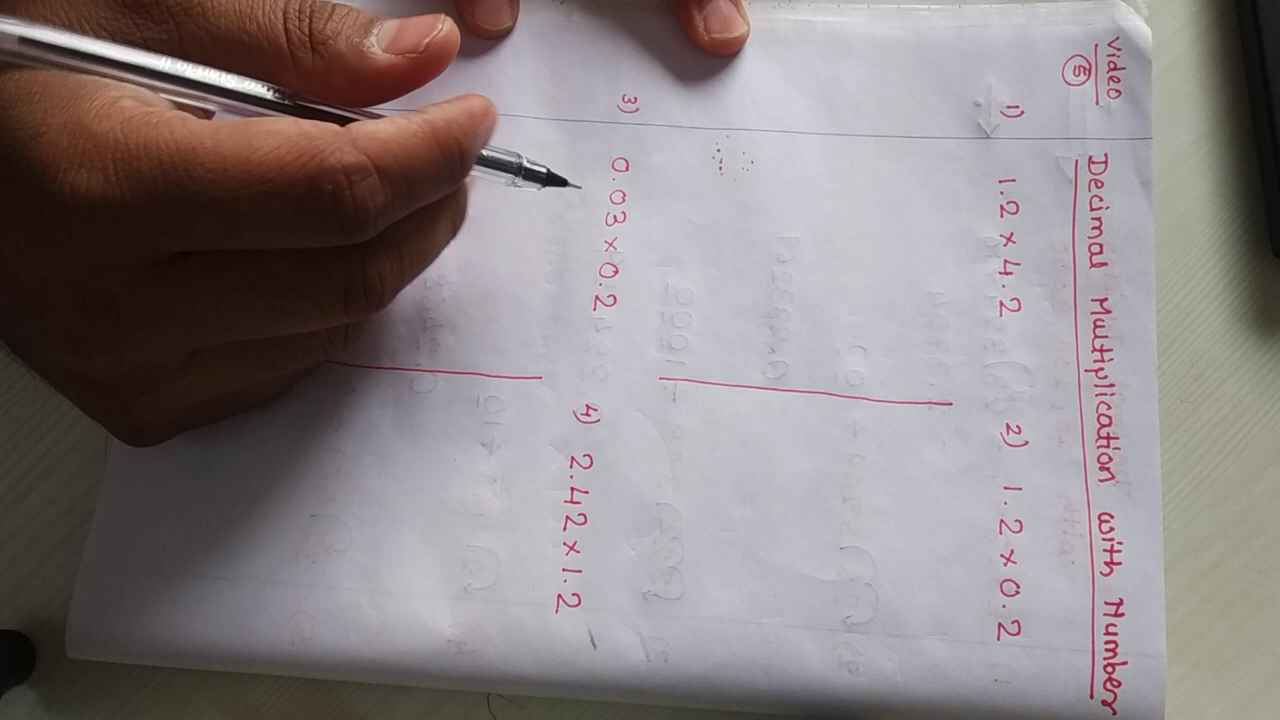 Video
5
Decimal Multiplication with Number
1) 1.2 × 4.2
2) 1.2 × 0.2
3) 0.03 × 0.2
4) 2.42 × 1.2